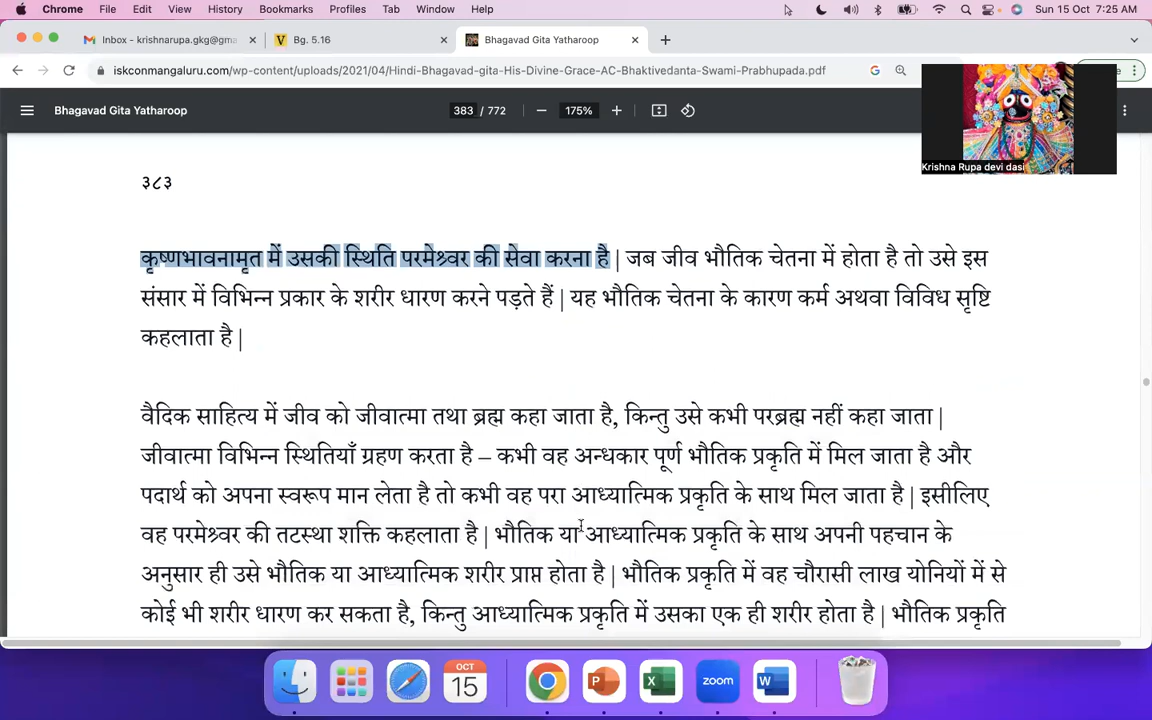 Chrome File Edit View History Bookmarks Profiles Tab Window Help Sun 15 Oct 7:25 AM
Inbox - krishnarupa.gkg@gma Bg. 5.16 Bhagavad Gita Yatharoop
iskconmangaluru.com/wp-content/uploads/2021/04/Hindi-Bhagavad-gita-His-Divine-Grace-AC-Bhaktivedanta-Swami-Prabhupada.pdf
Bhagavad Gita Yatharoop 383 / 772 175%
Krishna Rupa devi dasi
३८३
कृष्णभावनामृत में उसकी स्थिति परमेश्र्वर की सेवा करना है | जब जीव भौतिक चेतना में होता है तो उसे इस
संसार में विभिन्न प्रकार के शरीर धारण करने पड़ते हैं | यह भौतिक चेतना के कारण कर्म अथवा विविध सृष्टि
कहलाता है |
वैदिक साहित्य में जीव को जीवात्मा तथा ब्रह्म कहा जाता है, किन्तु उसे कभी परब्रह्म नहीं कहा जाता |
जीवात्मा विभिन्न स्थितियाँ ग्रहण करता है – कभी वह अन्धकार पूर्ण भौतिक प्रकृति में मिल जाता है और
पदार्थ को अपना स्वरूप मान लेता है तो कभी वह परा आध्यात्मिक प्रकृति के साथ मिल जाता है | इसीलिए
वह परमेश्र्वर की तटस्था शक्ति कहलाता है | भौतिक या आध्यात्मिक प्रकृति के साथ अपनी पहचान के
अनुसार ही उसे भौतिक या आध्यात्मिक शरीर प्राप्त होता है | भौतिक प्रकृति में वह चौरासी लाख योनियों में से
कोई भी शरीर धारण कर सकता है, किन्तु आध्यात्मिक प्रकृति में उसका एक ही शरीर होता है | भौतिक प्रकृति
OCT
15
zoom